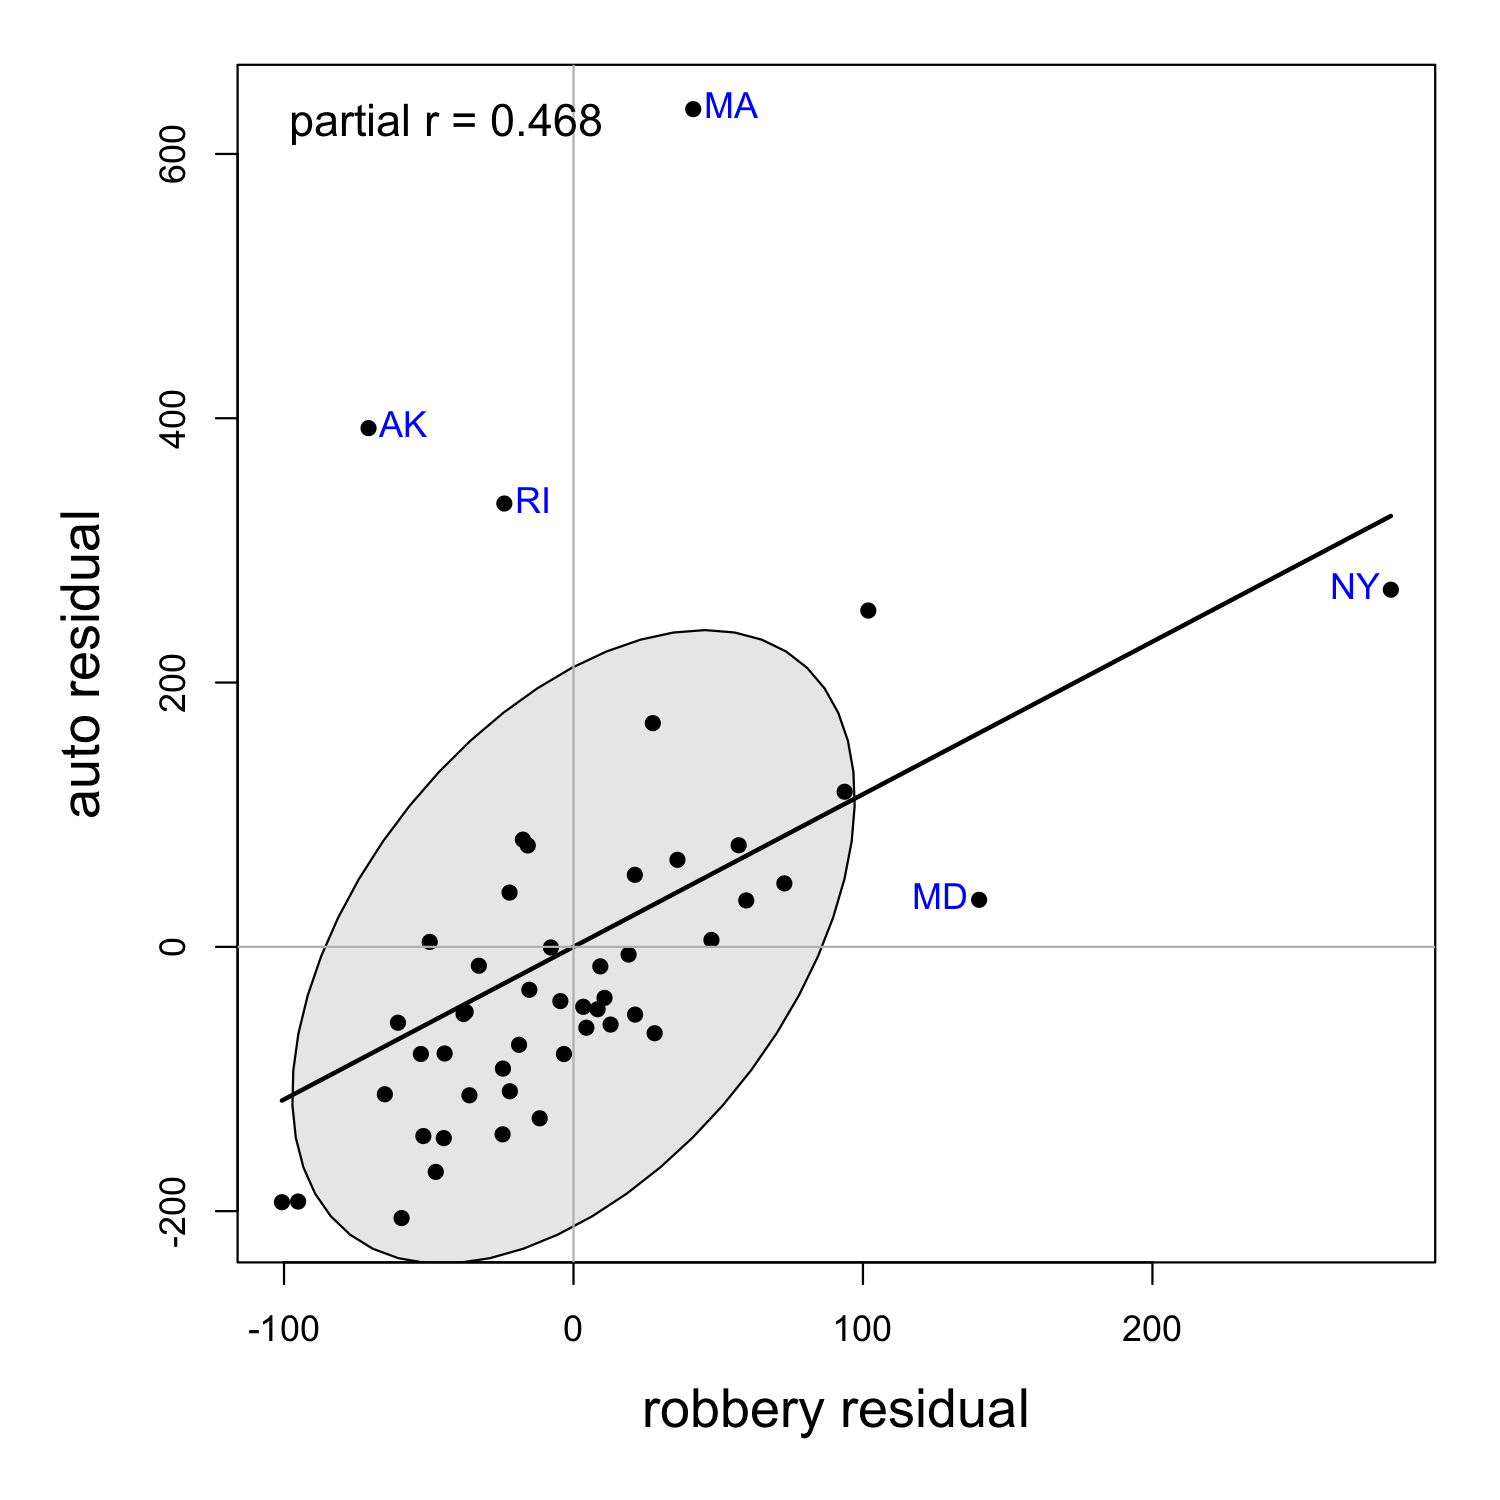 partial r = 0.468
MA
AK
RI
NY
MD
600
400
200
0
-200
auto residual
-100 0 100 200
robbery residual